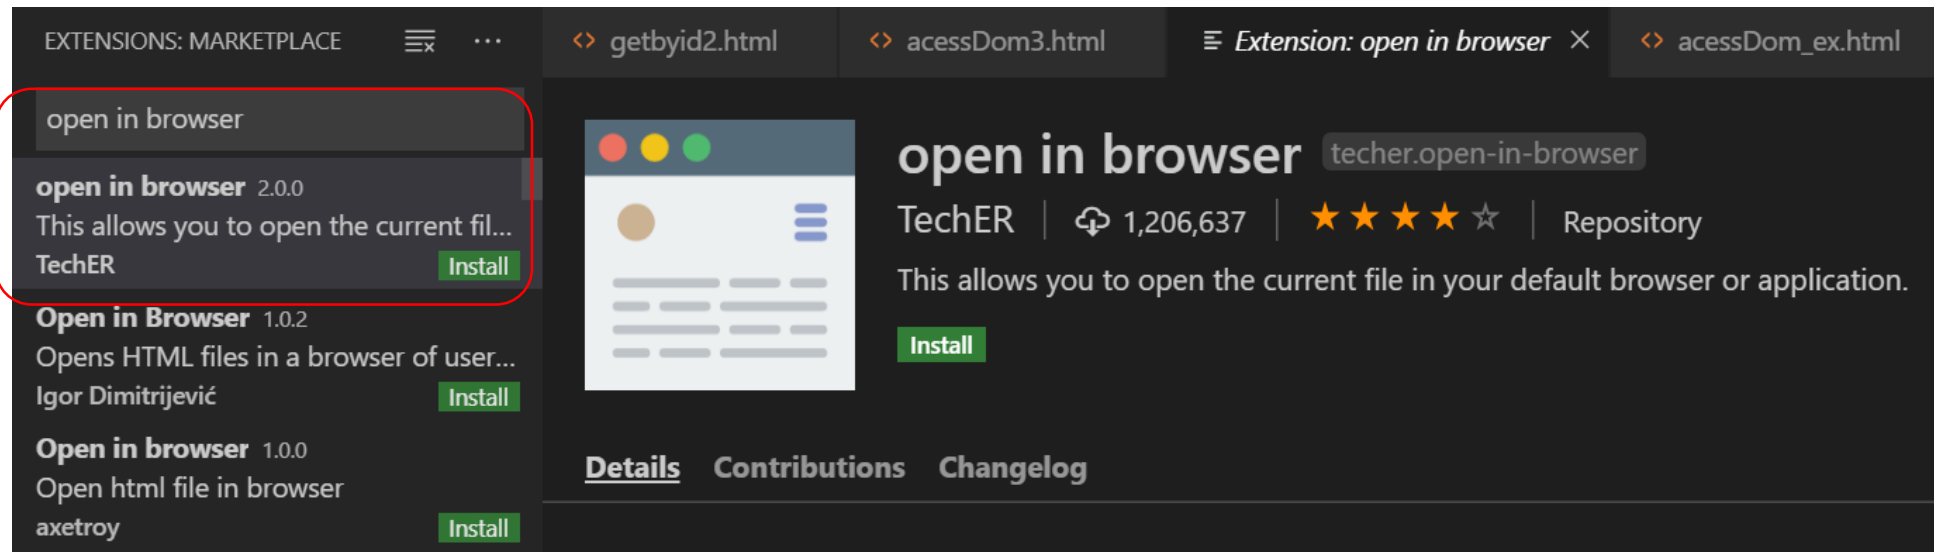 EXTENSIONS: MARKETPLACE
open in browser
open in browser 2.0.0
This allows you to open the current fil...
TechER Install
Open in Browser 1.0.2
Opens HTML files in a browser of user...
Igor Dimitrijević Install
Open in browser 1.0.0
Open html file in browser
axetroy Install
getbyid2.html acessDom3.html Extension: open in browser acessDom_ex.html
open in browser techer.open-in-browser
TechER 1,206,637 Repository
This allows you to open the current file in your default browser or application.
Install
Details Contributions Changelog